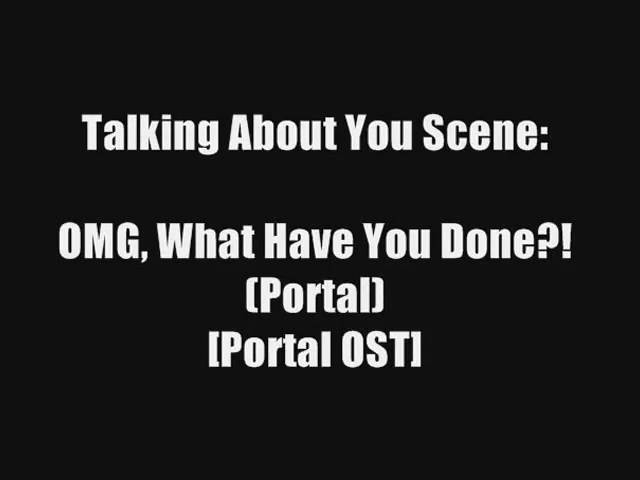 Talking About You Scene:
OMG, What Have You Done?!
(Portal)
[Portal OST]